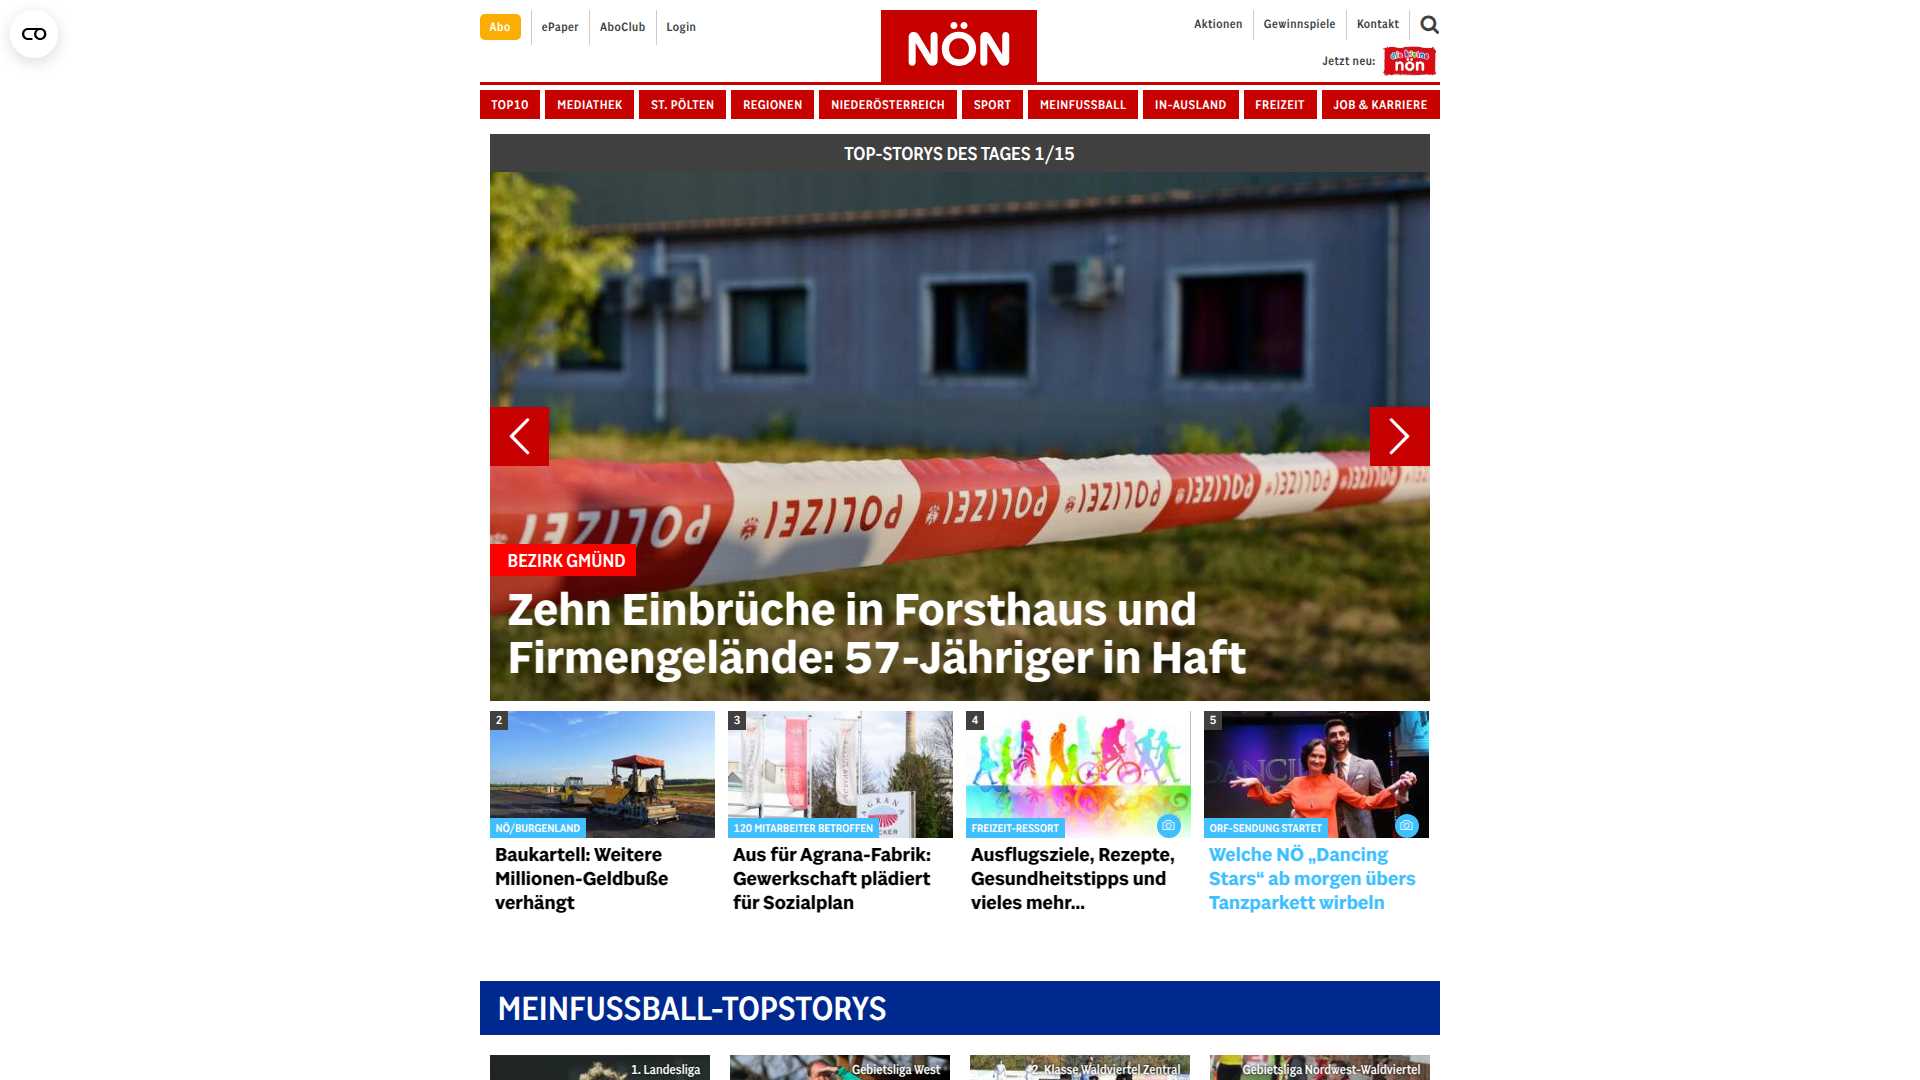 Abo
ePaper
AboClub
Login
NÖN
Aktionen
Gewinnspiele
Kontakt
Jetzt neu:
die kleine
nön
TOP10
MEDIATHEK
ST. PÖLTEN
REGIONEN
NIEDERÖSTERREICH
SPORT
MEINFUSSBALL
IN-AUSLAND
FREIZEIT
JOB & KARRIERE
TOP-STORYS DES TAGES 1/15
POLIZEI POLIZEI POLIZEI POLIZEI POLIZEI POLIZEI POLIZEI
BEZIRK GMÜND
Zehn Einbrüche in Forsthaus und
Firmengelände: 57-Jähriger in Haft
2
NÖ/BURGENLAND
Baukartell: Weitere
Millionen-Geldbuße
verhängt
3
AGRANA
120 MITARBEITER BETROFFEN
Aus für Agrana-Fabrik:
Gewerkschaft plädiert
für Sozialplan
4
FREIZEIT-RESSORT
Ausflugsziele, Rezepte,
Gesundheitstipps und
vieles mehr...
5
DANCI
ORF-SENDUNG STARTET
Welche NÖ „Dancing
Stars“ ab morgen übers
Tanzparkett wirbeln
MEINFUSSBALL-TOPSTORYS
1. Landesliga
Gebietsliga West
2. Klasse Waldviertel Zentral
Gebietsliga Nordwest-Waldviertel